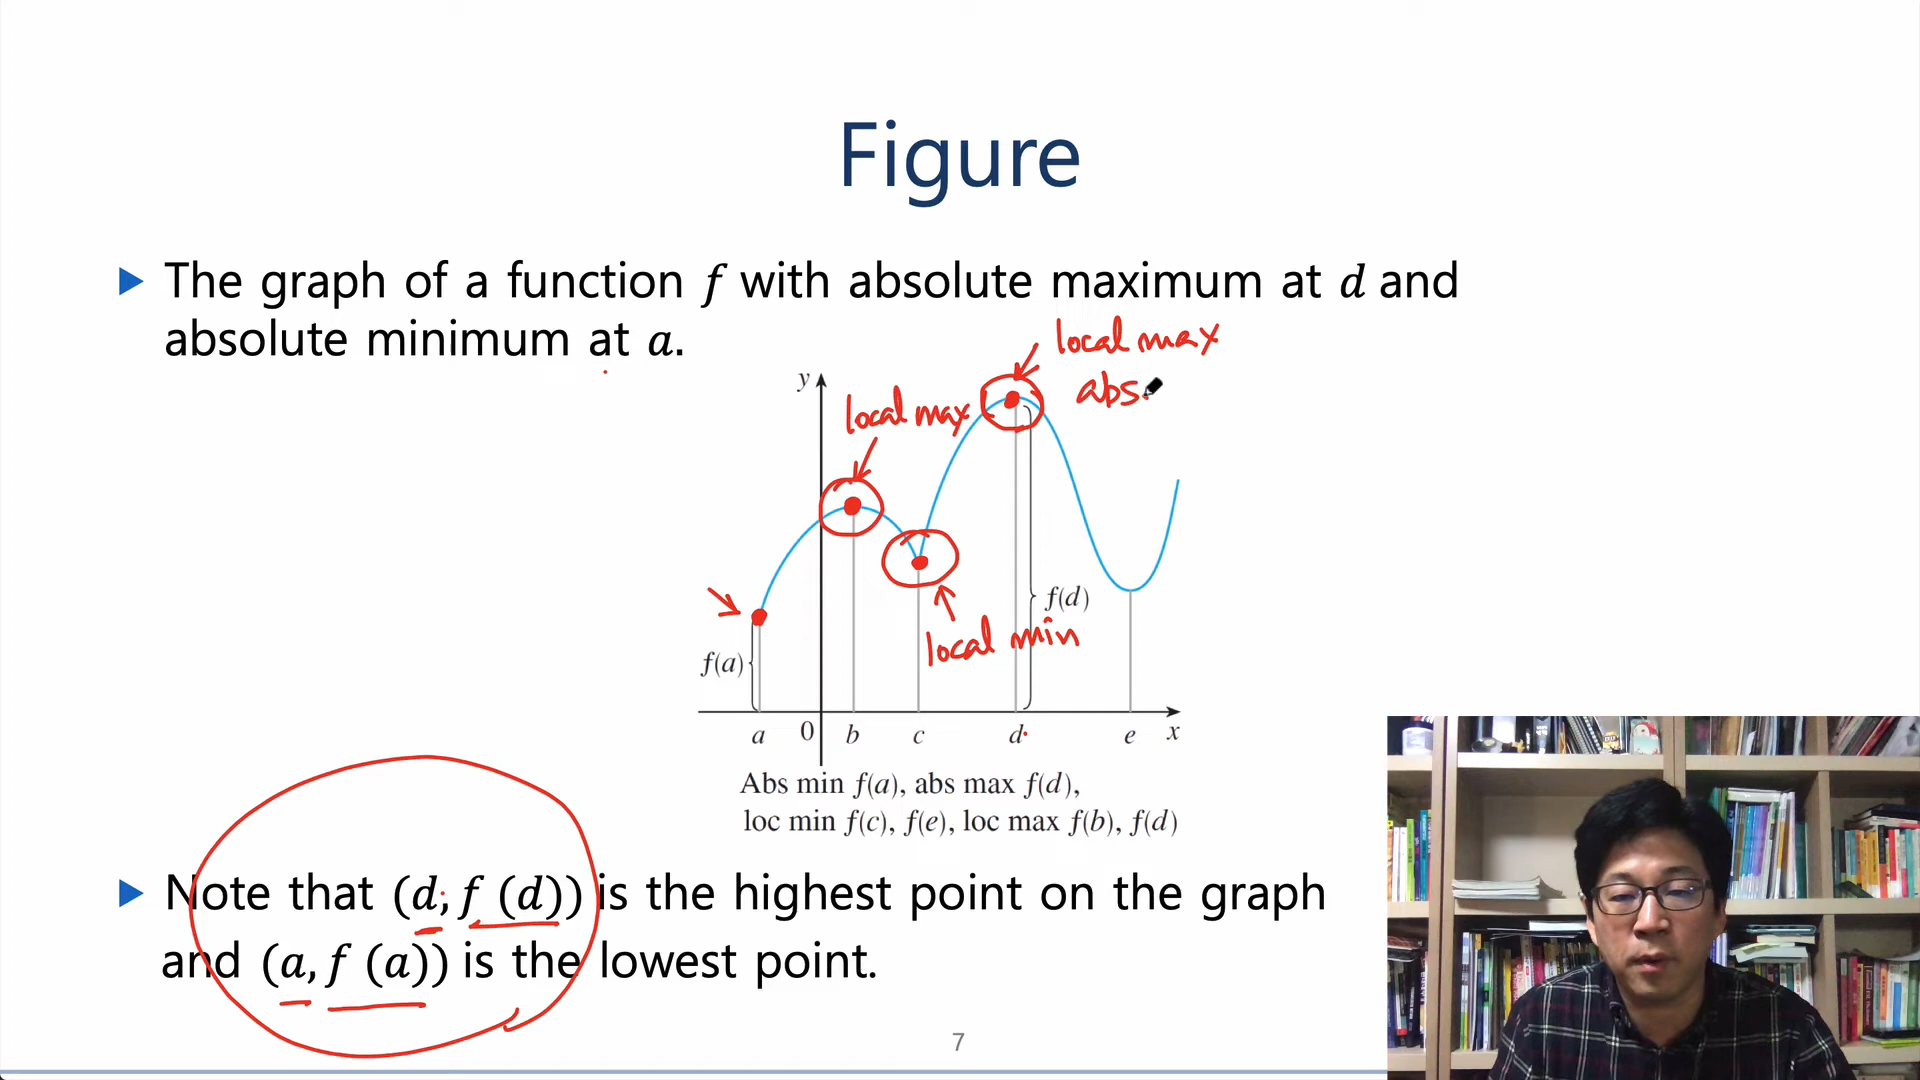 Figure
The graph of a function f with absolute maximum at d and
absolute minimum at a.
local max
abs.
y
local max
f(d)
local min
f(a)
a 0 b c d e x
Abs min f(a), abs max f(d),
loc min f(c), f(e), loc max f(b), f(d)
Note that (d, f (d)) is the highest point on the graph
and (a, f (a)) is the lowest point.
7